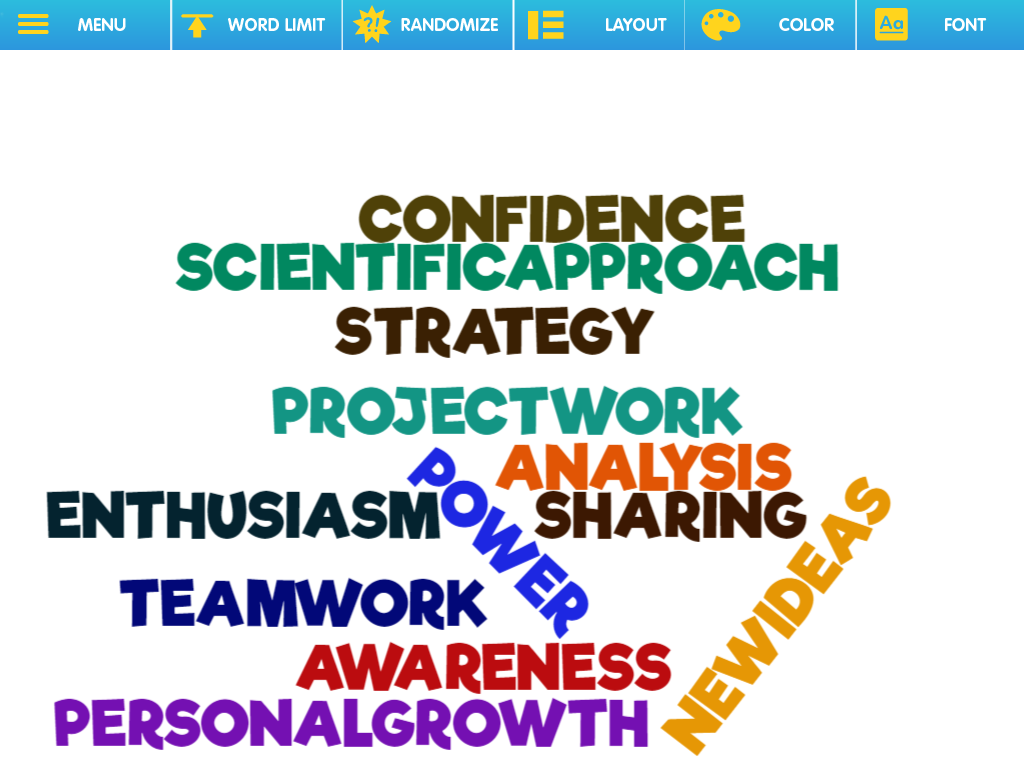 MENU
WORD LIMIT
?!
RANDOMIZE
LAYOUT
COLOR
Aa
FONT
CONFIDENCE
SCIENTIFICAPPROACH
STRATEGY
PROJECTWORK
ANALYSIS
POWER
ENTHUSIASM
SHARING
NEWIDEAS
TEAMWORK
AWARENESS
PERSONALGROWTH